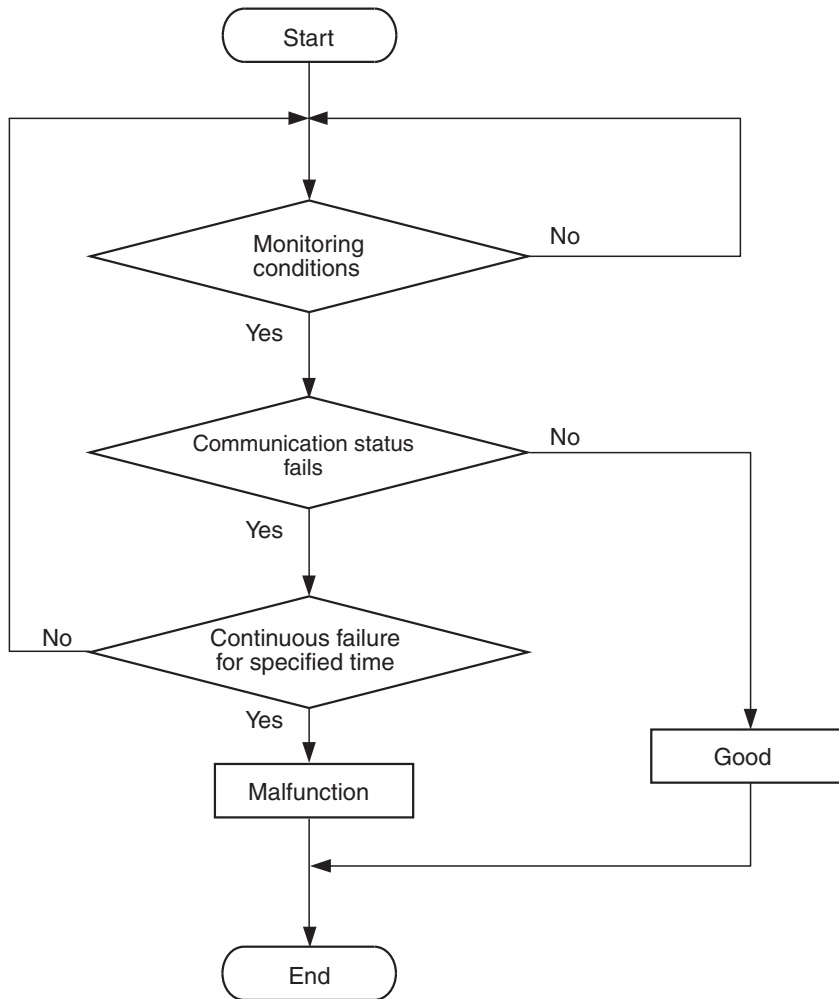 Start
Monitoring
conditions
No
Yes
Communication status
fails
No
Yes
Continuous failure
for specified time
No
Yes
Malfunction
Good
End